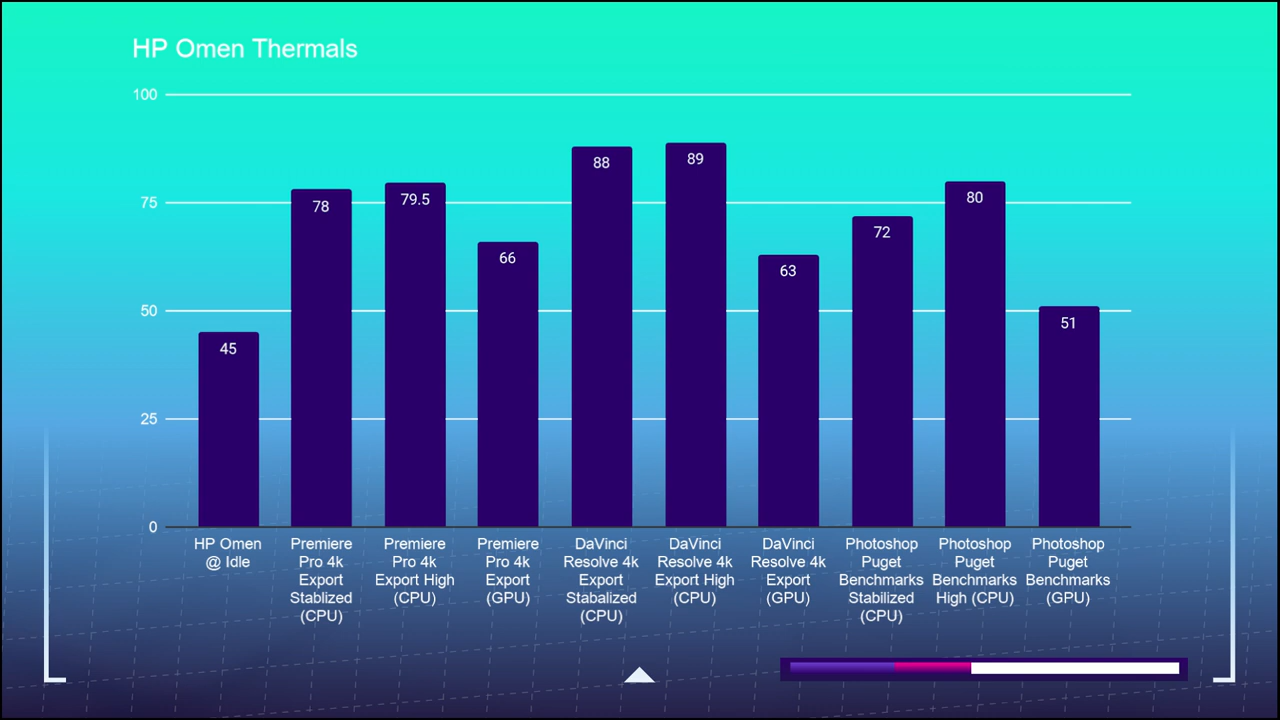 HP Omen Thermals
100
75
50
25
0
45
78
79.5
66
88
89
63
72
80
51
HP Omen
@ Idle
Premiere
Pro 4k
Export
Stablized
(CPU)
Premiere
Pro 4k
Export High
(CPU)
Premiere
Pro 4k
Export
(GPU)
DaVinci
Resolve 4k
Export
Stabalized
(CPU)
DaVinci
Resolve 4k
Export High
(CPU)
DaVinci
Resolve 4k
Export
(GPU)
Photoshop
Puget
Benchmarks
Stabilized
(CPU)
Photoshop
Puget
Benchmarks
High (CPU)
Photoshop
Puget
Benchmarks
(GPU)